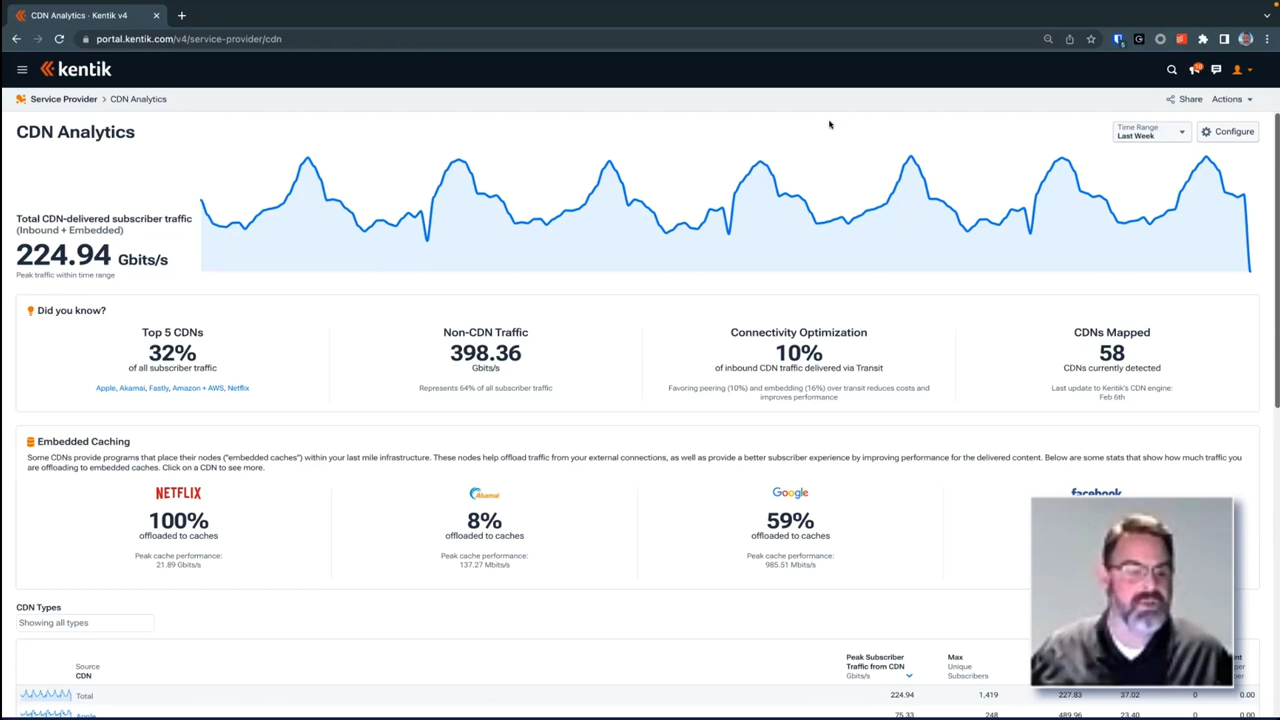 CDN Analytics · Kentik v4
portal.kentik.com/v4/service-provider/cdn
kentik
Service Provider > CDN Analytics
Share
Actions
CDN Analytics
Time Range
Last Week
Configure
Total CDN-delivered subscriber traffic
(Inbound + Embedded)
224.94 Gbits/s
Peak traffic within time range
Did you know?
Top 5 CDNs
32%
of all subscriber traffic
Apple, Akamai, Fastly, Amazon + AWS, Netflix
Non-CDN Traffic
398.36
Gbits/s
Represents 64% of all subscriber traffic
Connectivity Optimization
10%
of inbound CDN traffic delivered via Transit
Favoring peering (10%) and embedding (16%) over transit reduces costs and
improves performance
CDNs Mapped
58
CDNs currently detected
Last update to Kentik's CDN engine:
Feb 6th
Embedded Caching
Some CDNs provide programs that place their nodes ("embedded caches") within your last mile infrastructure. These nodes help offload traffic from your external connections, as well as provide a better subscriber experience by improving performance for the delivered content. Below are some stats that show how much traffic you
are offloading to embedded caches. Click on a CDN to see more.
NETFLIX
100%
offloaded to caches
Peak cache performance:
21.89 Gbits/s
Akamai
8%
offloaded to caches
Peak cache performance:
137.27 Mbits/s
Google
59%
offloaded to caches
Peak cache performance:
985.51 Mbits/s
facebook
CDN Types
Showing all types
Source
CDN
Peak Subscriber
Traffic from CDN
Gbits/s
Max
Unique
Subscribers
Total
224.94
1,419
227.83
37.02
0
0.00
Apple
75.33
248
489.96
23.40
0
0.00